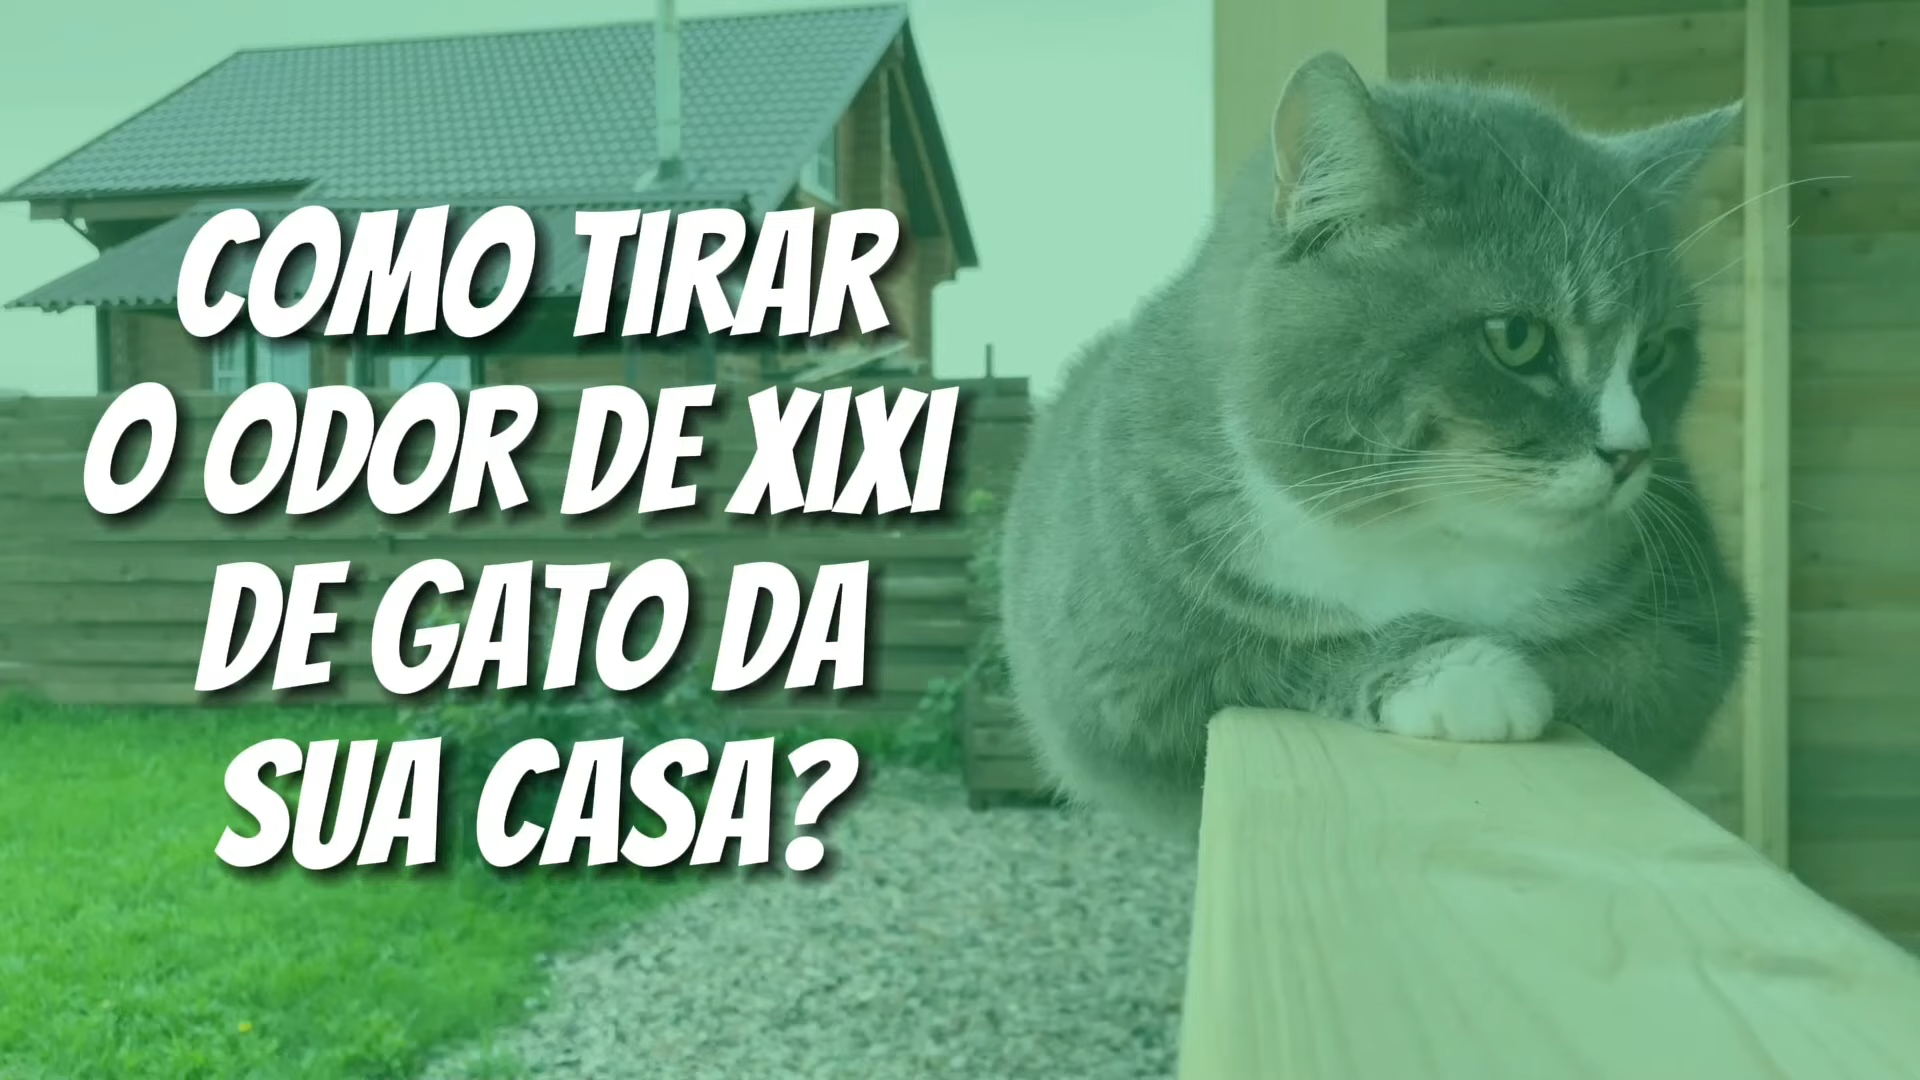 COMO TIRAR
O ODOR DE XIXI
DE GATO DA
SUA CASA?